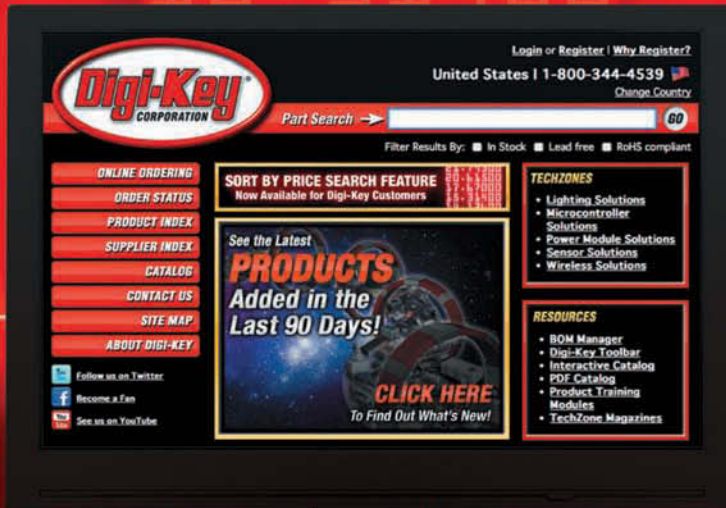 Login or Register | Why Register?
United States | 1-800-344-4539
Change Country
Digi-Key
CORPORATION
Part Search
GO
Filter Results By: In Stock Lead free RoHS compliant
ONLINE ORDERING
ORDER STATUS
PRODUCT INDEX
SUPPLIER INDEX
CATALOG
CONTACT US
SITE MAP
ABOUT DIGI-KEY
Follow us on Twitter
Become a Fan
See us on YouTube
SORT BY PRICE SEARCH FEATURE
Now Available for Digi-Key Customers
See the Latest
PRODUCTS
Added in the
Last 90 Days!
CLICK HERE
To Find Out What's New!
TECHZONES
• Lighting Solutions
• Microcontroller
Solutions
• Power Module Solutions
• Sensor Solutions
• Wireless Solutions
RESOURCES
• BOM Manager
• Digi-Key Toolbar
• Interactive Catalog
• PDF Catalog
• Product Training
Modules
• TechZone Magazines